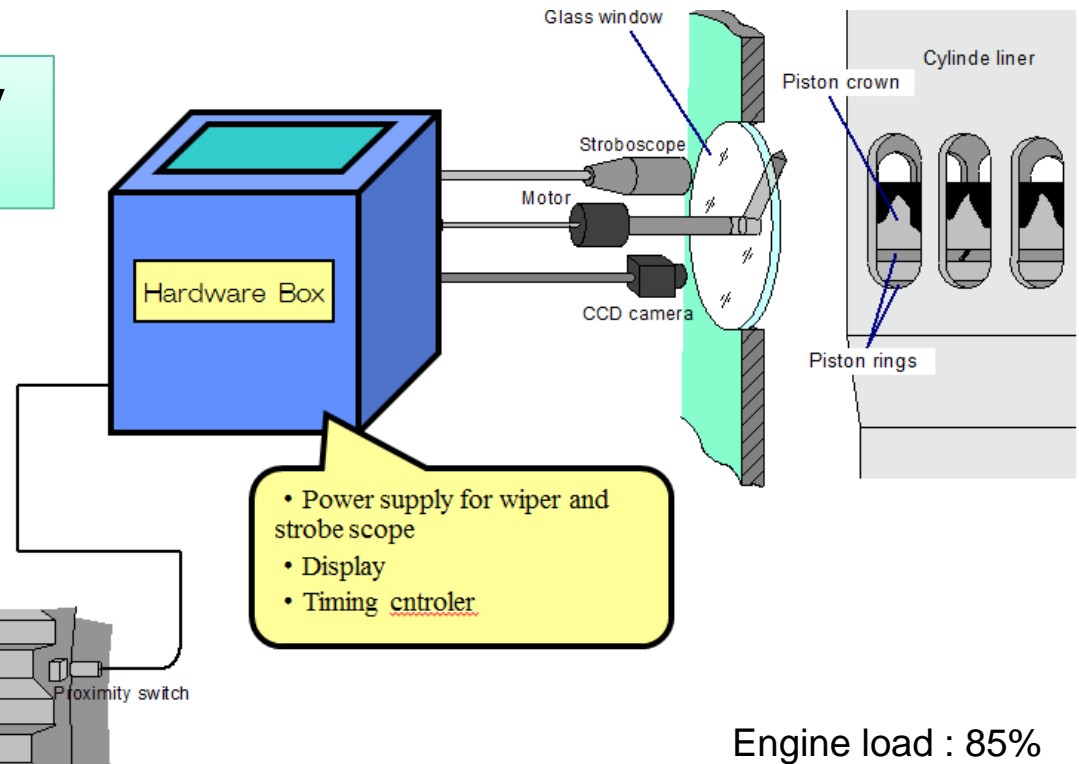 Glass window
Cylinde liner
Piston crown
Stroboscope
Motor
Hardware Box
CCD camera
Piston rings
・Power supply for wiper and
strobe scope
・Display
・Timing cntroler
Proximity switch
Engine load : 85%